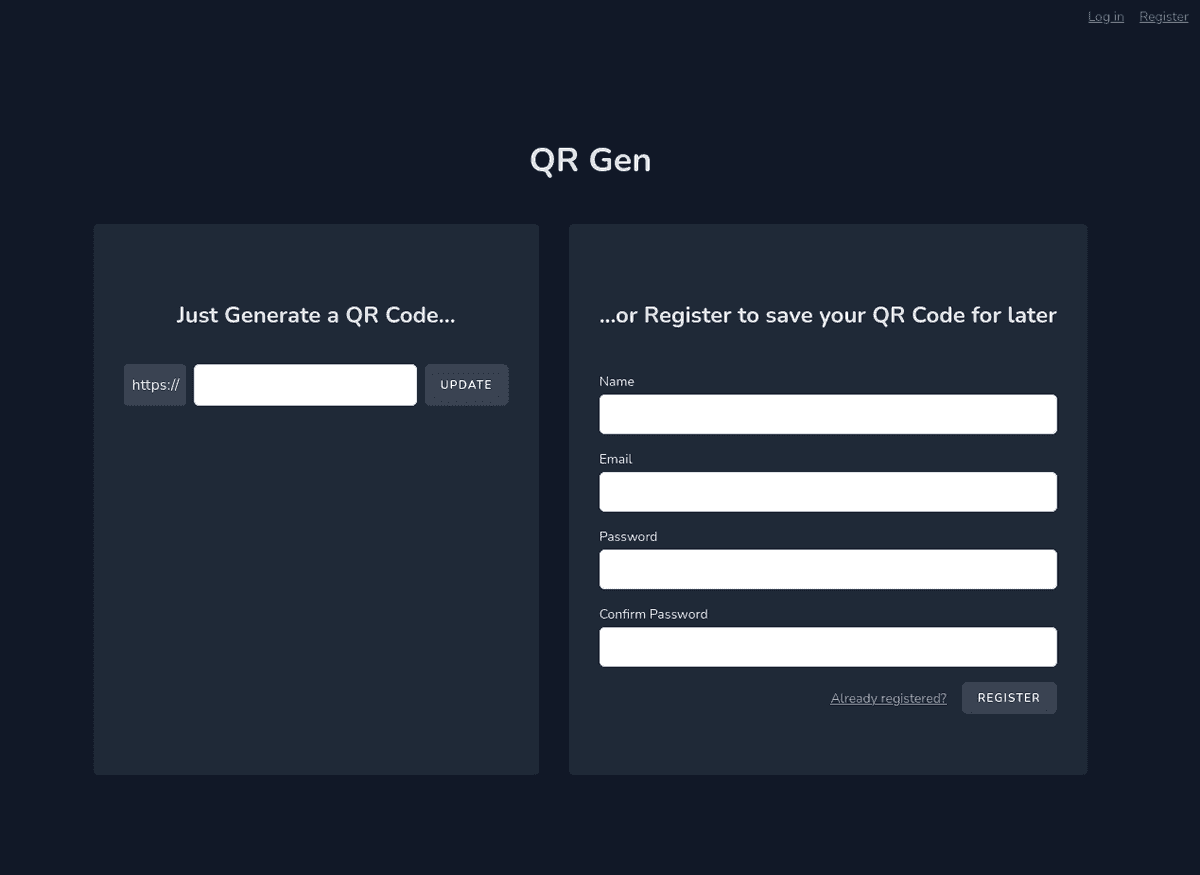 Log in Register
QR Gen
Just Generate a QR Code...
https:// UPDATE
...or Register to save your QR Code for later
Name
Email
Password
Confirm Password
Already registered? REGISTER